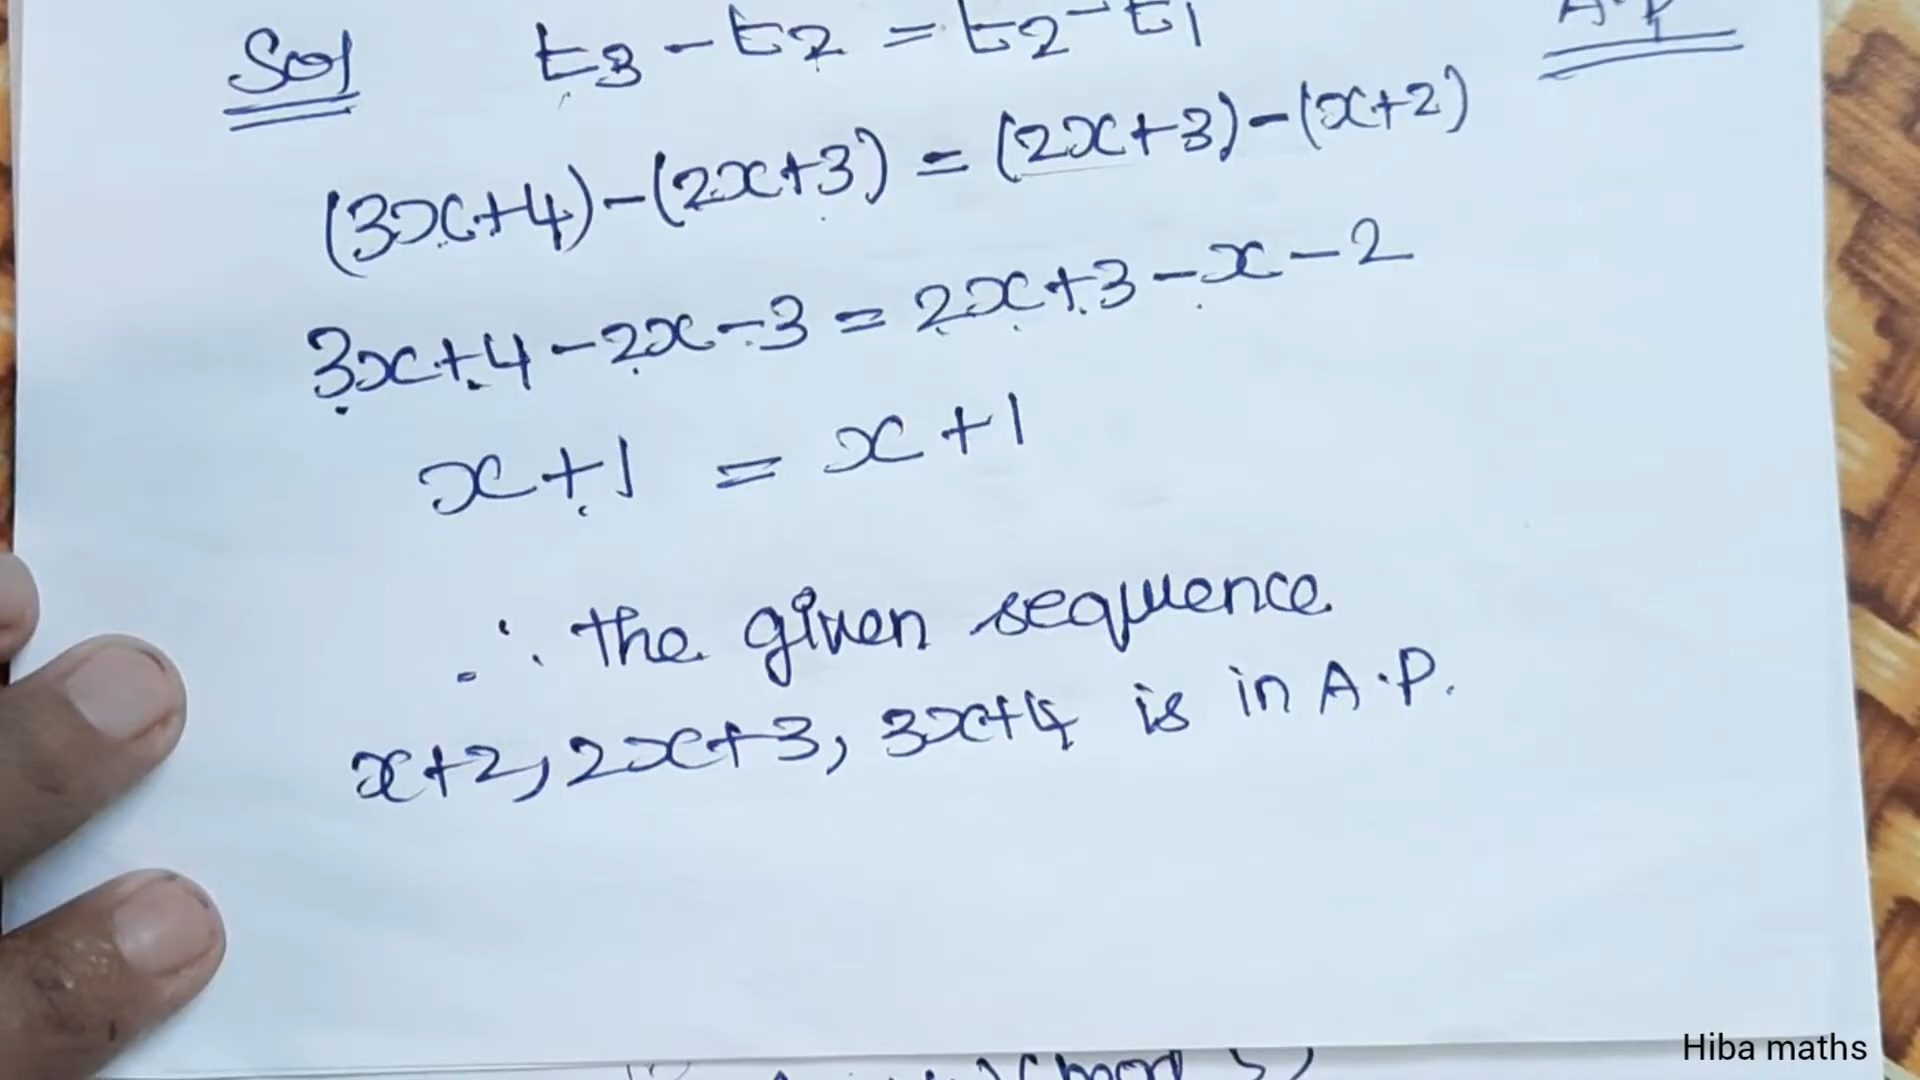 Sol t3 - t2 = t2 - t1 A.P
(3x+4)-(2x+3) = (2x+3)-(x+2)
3x+4-2x-3 = 2x+3-x-2
x+1 = x+1
∴ the given sequence
x+2, 2x+3, 3x+4 is in A.P.
Hiba maths